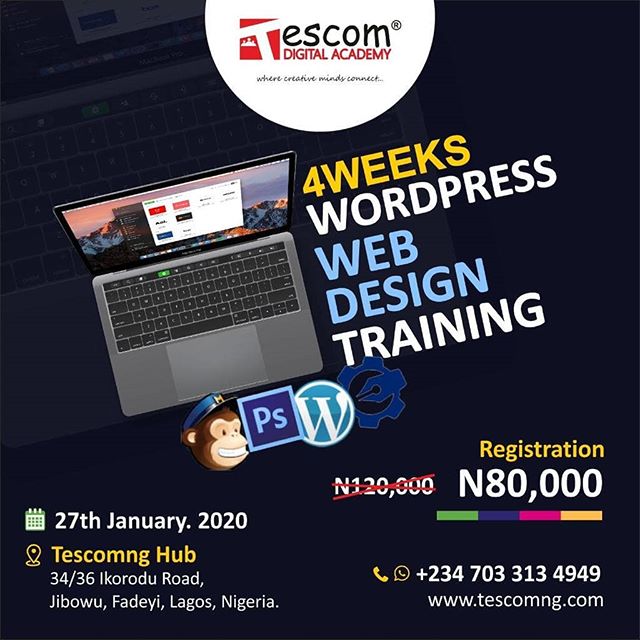 Tescom®
DIGITAL ACADEMY
where creative minds connect...
4WEEKS
WORDPRESS
WEB
DESIGN
TRAINING
Ps
W
Registration
N120,000 N80,000
27th January. 2020
Tescomng Hub
34/36 Ikorodu Road,
Jibowu, Fadeyi, Lagos, Nigeria.
+234 703 313 4949
www.tescomng.com